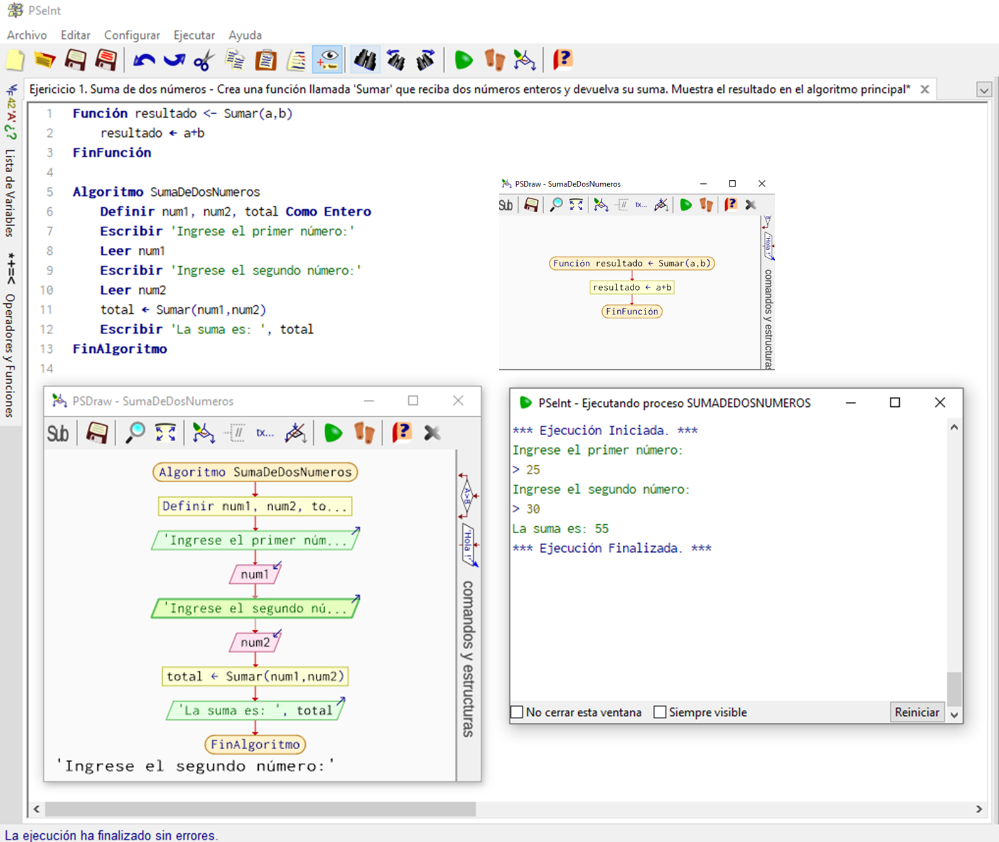 PSeInt
Archivo Editar Configurar Ejecutar Ayuda
Ejericicio 1. Suma de dos números - Crea una función llamada 'Sumar' que reciba dos números enteros y devuelva su suma. Muestra el resultado en el algoritmo principal*
1 Función resultado <- Sumar(a,b)
2 resultado ← a+b
3 FinFunción
4
5 Algoritmo SumaDeDosNumeros
6 Definir num1, num2, total Como Entero
7 Escribir 'Ingrese el primer número:'
8 Leer num1
9 Escribir 'Ingrese el segundo número:'
10 Leer num2
11 total ← Sumar(num1,num2)
12 Escribir 'La suma es: ', total
13 FinAlgoritmo
14
42 'A' ¿?
Lista de Variables
*+=<
Operadores y Funciones
PSDraw - SumaDeDosNumeros
Sub
tx...
Función resultado ← Sumar(a,b)
resultado ← a+b
FinFunción
'Hola !'
comandos y estructuras
PSDraw - SumaDeDosNumeros
Sub
tx...
Algoritmo SumaDeDosNumeros
Definir num1, num2, to...
'Ingrese el primer núm...
num1
'Ingrese el segundo nú...
num2
total ← Sumar(num1,num2)
'La suma es: ', total
FinAlgoritmo
'Ingrese el segundo número:'
A>B
'Hola !'
comandos y estructuras
PSeInt - Ejecutando proceso SUMADEDOSNUMEROS
*** Ejecución Iniciada. ***
Ingrese el primer número:
> 25
Ingrese el segundo número:
> 30
La suma es: 55
*** Ejecución Finalizada. ***
No cerrar esta ventana
Siempre visible
Reiniciar
La ejecución ha finalizado sin errores.